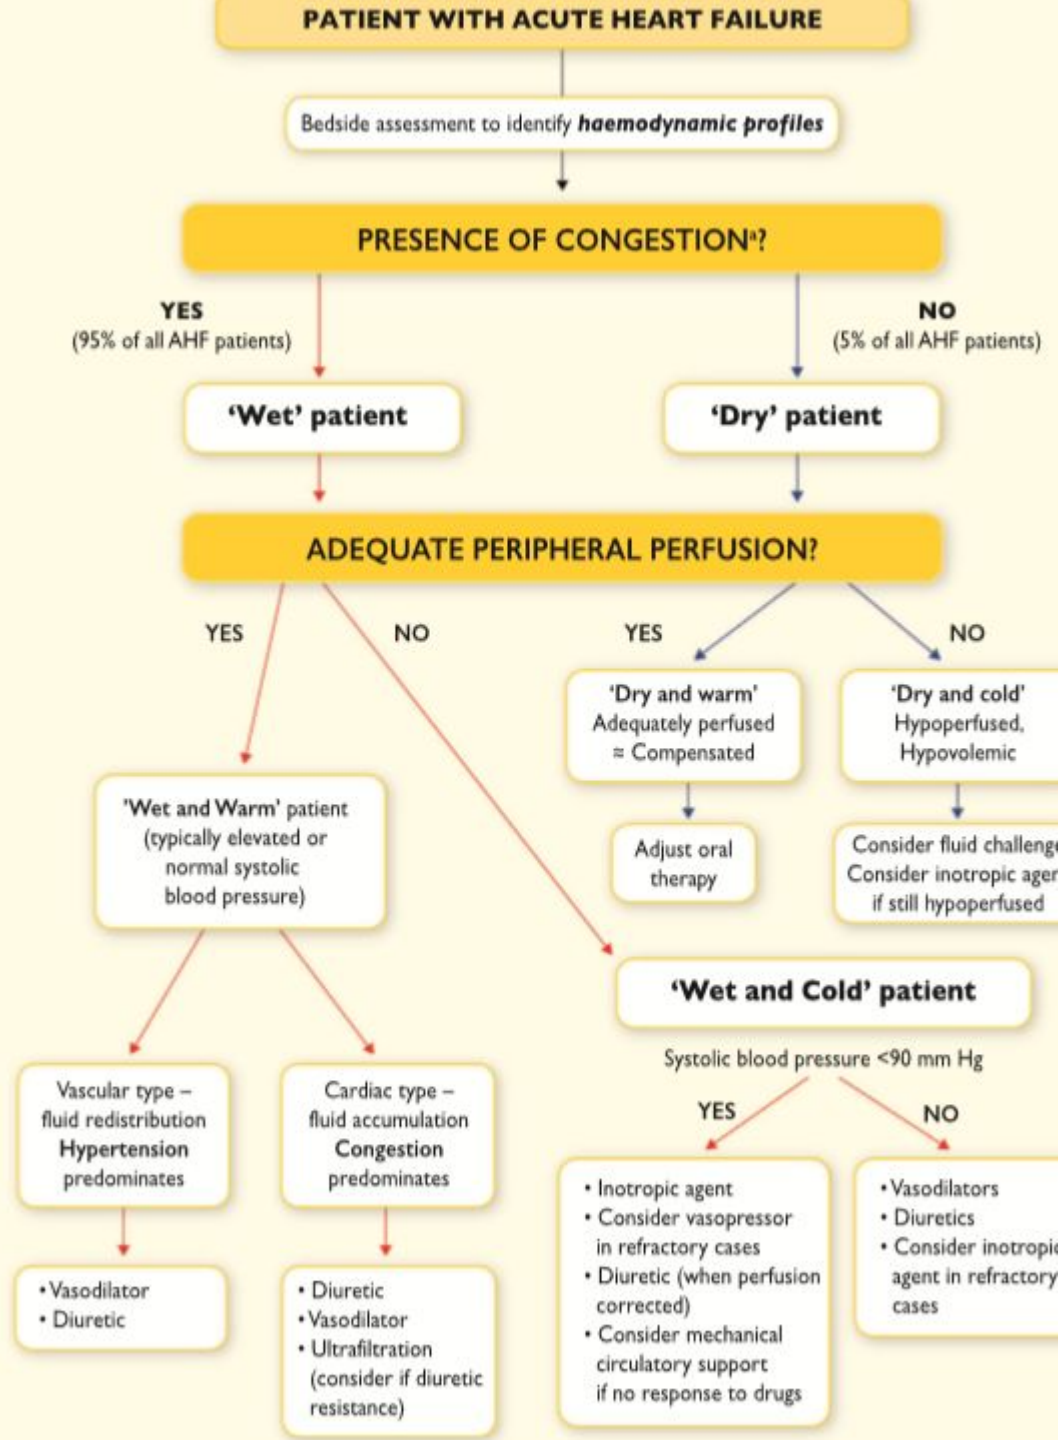 PATIENT WITH ACUTE HEART FAILURE
Bedside assessment to identify haemodynamic profiles
PRESENCE OF CONGESTIONª?
YES
(95% of all AHF patients)
NO
(5% of all AHF patients)
‘Wet’ patient
‘Dry’ patient
ADEQUATE PERIPHERAL PERFUSION?
YES
NO
YES
NO
‘Dry and warm’
Adequately perfused
≈ Compensated
‘Dry and cold’
Hypoperfused,
Hypovolemic
Adjust oral
therapy
Consider fluid challenge
Consider inotropic agen
if still hypoperfused
’Wet and Warm’ patient
(typically elevated or
normal systolic
blood pressure)
‘Wet and Cold’ patient
Systolic blood pressure <90 mm Hg
YES
NO
Vascular type –
fluid redistribution
Hypertension
predominates
Cardiac type –
fluid accumulation
Congestion
predominates
• Vasodilator
• Diuretic
• Diuretic
• Vasodilator
• Ultrafiltration
(consider if diuretic
resistance)
• Inotropic agent
• Consider vasopressor
in refractory cases
• Diuretic (when perfusion
corrected)
• Consider mechanical
circulatory support
if no response to drugs
• Vasodilators
• Diuretics
• Consider inotropic
agent in refractory
cases